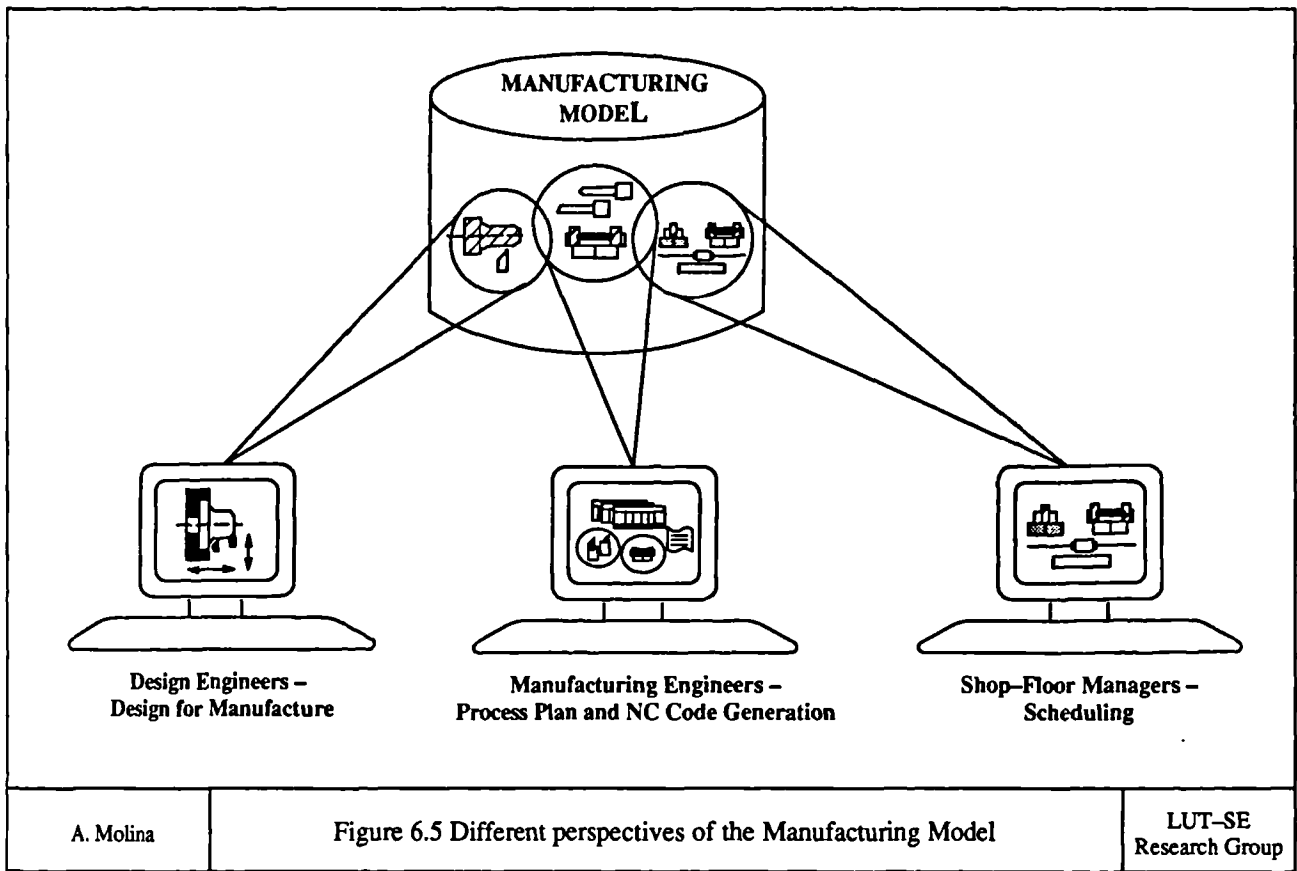 MANUFACTURING
MODEL
Design Engineers –
Design for Manufacture
Manufacturing Engineers –
Process Plan and NC Code Generation
Shop–Floor Managers –
Scheduling
A. Molina
Figure 6.5 Different perspectives of the Manufacturing Model
LUT–SE
Research Group